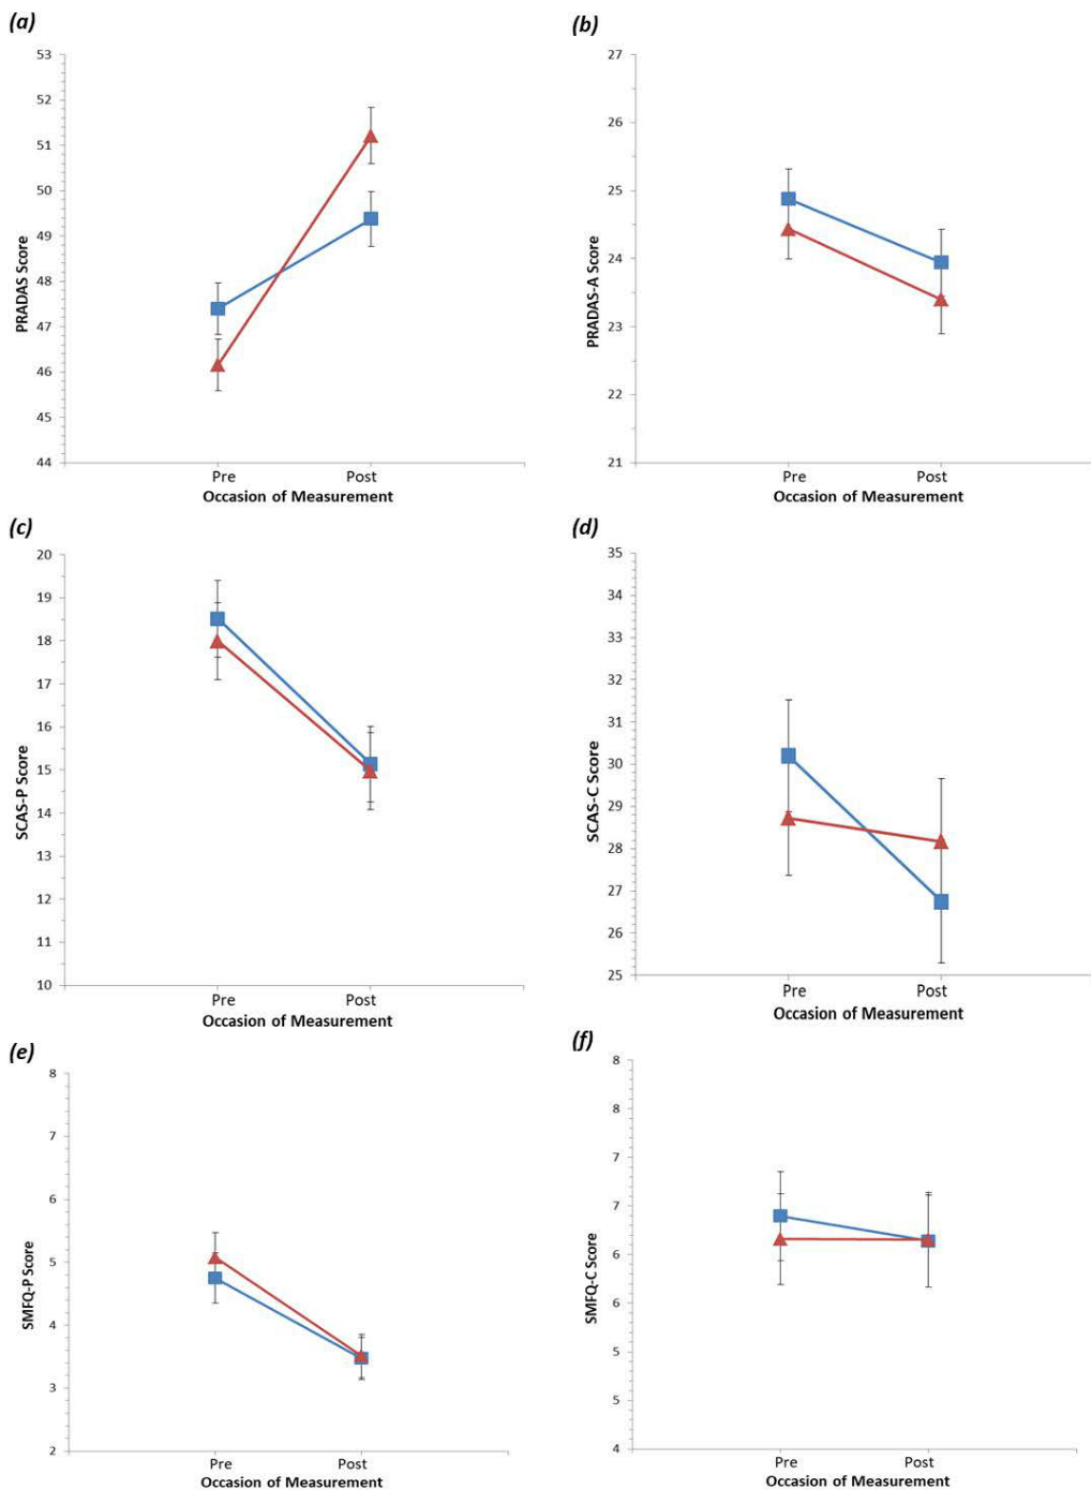 (a)
53
52
51
50
49
48
47
46
45
44
PRADAS Score
Pre Post
Occasion of Measurement
(b)
27
26
25
24
23
22
21
PRADAS-A Score
Pre Post
Occasion of Measurement
(c)
20
19
18
17
16
15
14
13
12
11
10
SCAS-P Score
Pre Post
Occasion of Measurement
(d)
35
34
33
32
31
30
29
28
27
26
25
SCAS-C Score
Pre Post
Occasion of Measurement
(e)
8
7
6
5
4
3
2
SMFQ-P Score
Pre Post
Occasion of Measurement
(f)
8
8
7
7
6
6
5
5
4
SMFQ-C Score
Pre Post
Occasion of Measurement